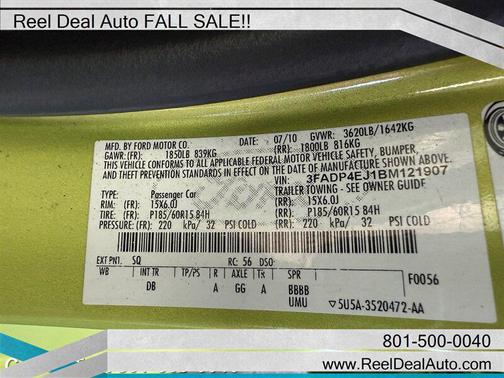 Reel Deal Auto FALL SALE!!
MFD. BY FORD MOTOR CO.
DATE: 07/10 GVWR: 3620LB/1642KG
GAWR: (FR): 1850LB 839KG (RR): 1800LB 816KG
THIS VEHICLE CONFORMS TO ALL APPLICABLE FEDERAL MOTOR VEHICLE SAFETY, BUMPER,
AND THEFT PREVENTION STANDARDS IN EFFECT ON THE DATE OF MANUFACTURE SHOWN ABOVE.
VIN: 3FADP4EJ1BM121907
TYPE: Passenger Car TRAILER TOWING - SEE OWNER GUIDE
RIM: 15X6.0J 15X6.0J
TIRE: (FR): P185/60R15 84H (RR): P185/60R15 84H
PRESSURE: (FR): 220 kPa/ 32 PSI COLD (RR): 220 kPa/ 32 PSI COLD
EXT PNT: SQ RC: 56 DSO:
WB INT TR TP/PS R AXLE TR SPR F0056
DB A GG A BBBB
UMU ▽5U5A-3520472-AA
801-500-0040
www.ReelDealAuto.com